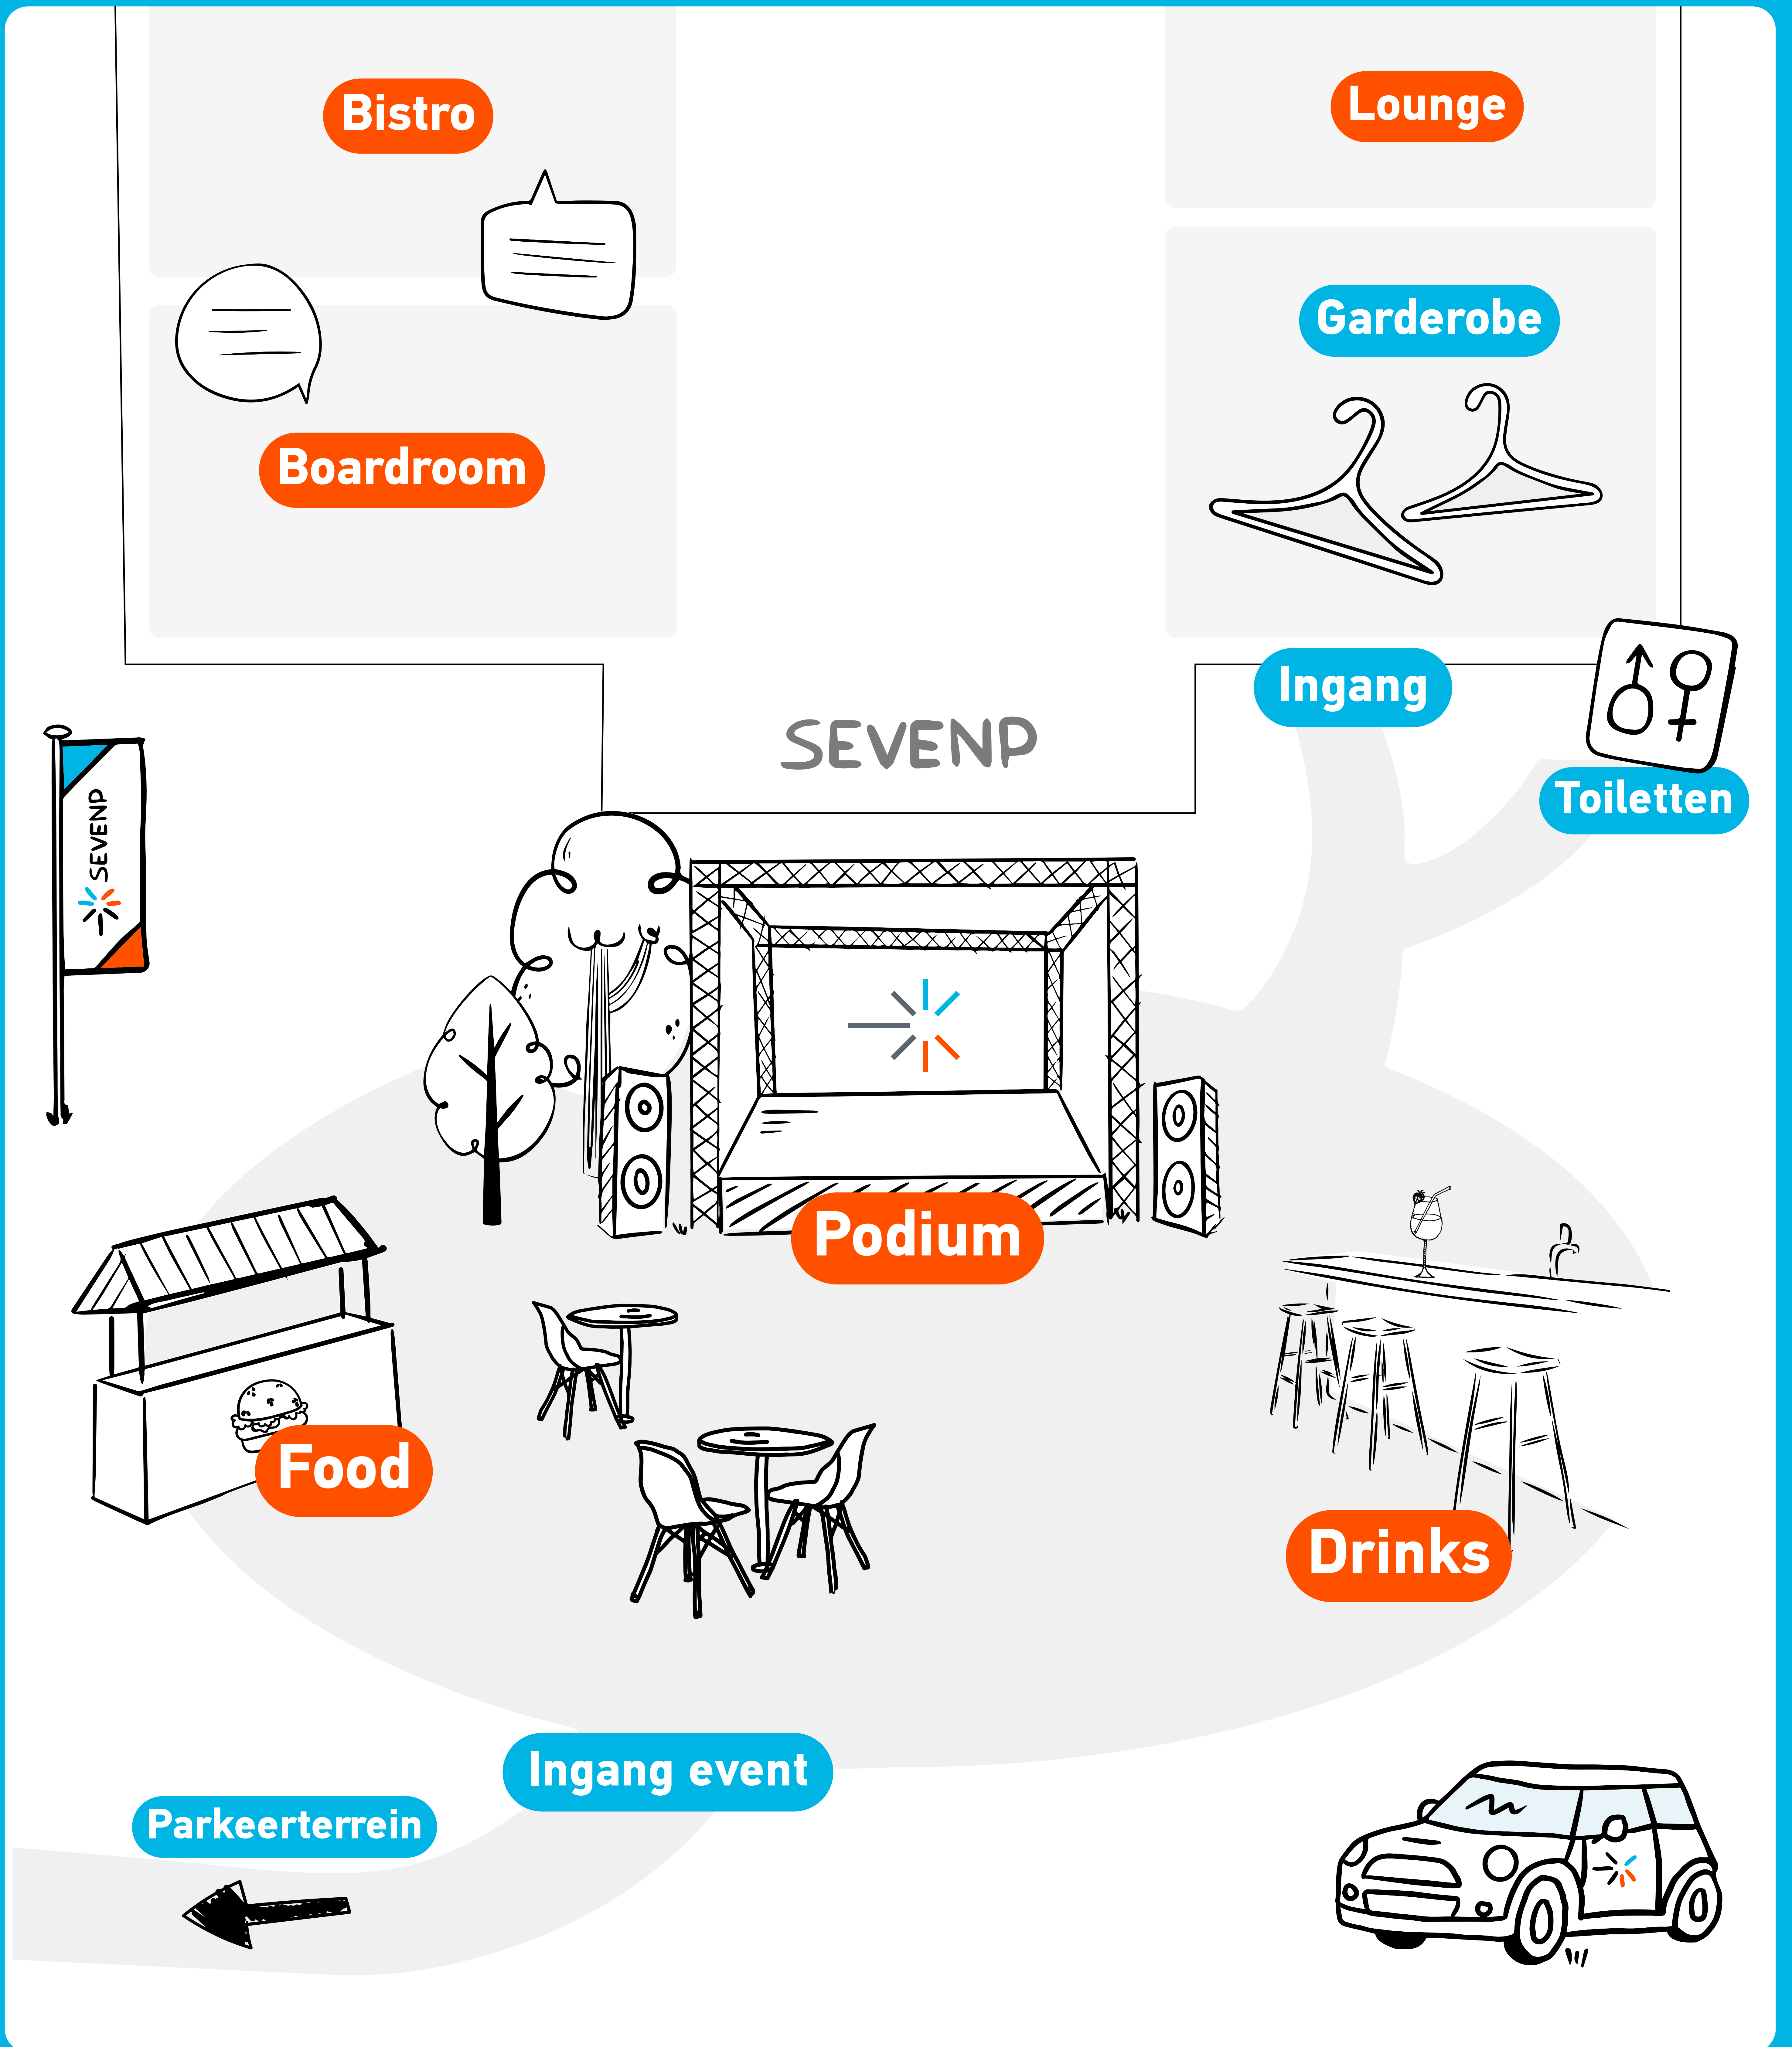 Bistro
Lounge
Garderobe
Boardroom
Ingang
SEVENP
Toiletten
SEVENP
Podium
Food
Drinks
Ingang event
Parkeerterrein